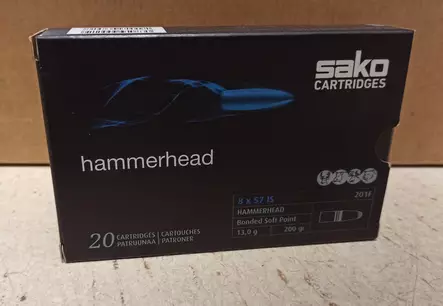 sako
CARTRIDGES
hammerhead
8 x 57 IS
HAMMERHEAD
Bonded Soft Point
13,0 g 200 gr
20 CARTRIDGES | CARTOUCHES
PATRUUNAA | PATRONER